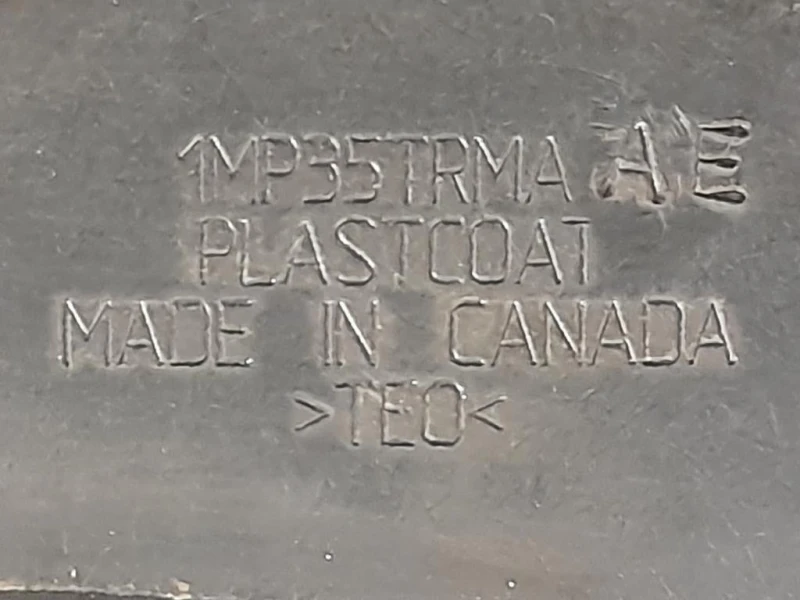 1MP35TRMA AE
PLASTCOAT
MADE IN CANADA
>TEO<